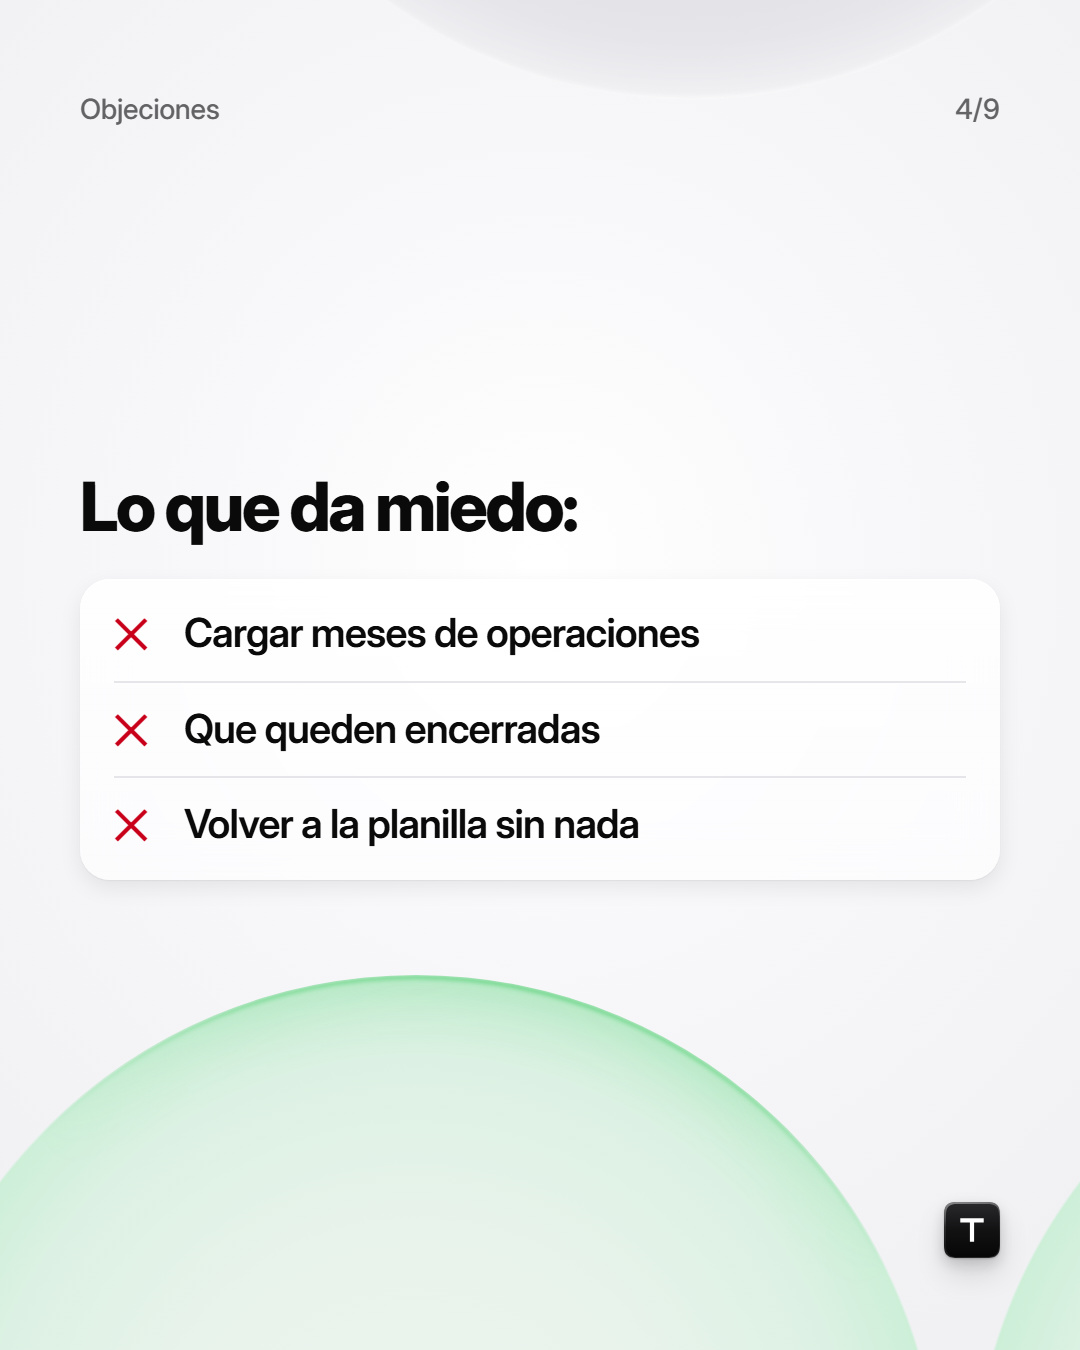 Objeciones
4/9
Lo que da miedo:
Cargar meses de operaciones
Que queden encerradas
Volver a la planilla sin nada
T